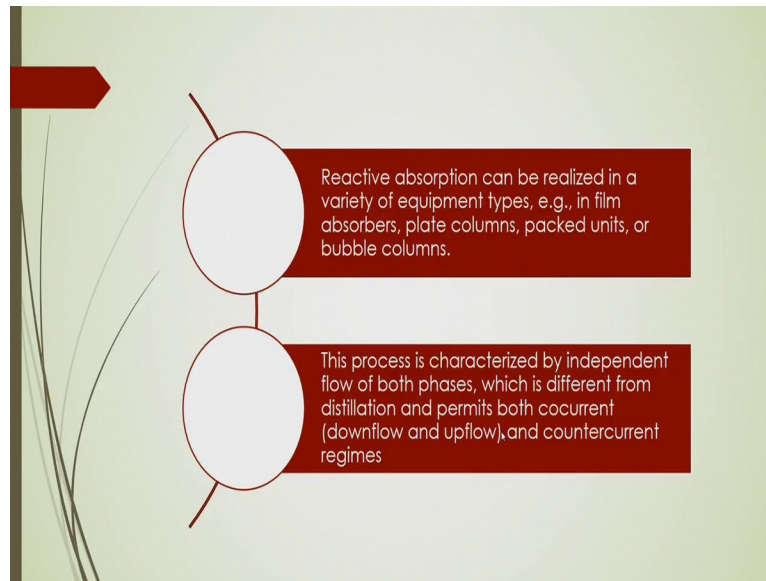 Reactive absorption can be realized in a
variety of equipment types, e.g., in film
absorbers, plate columns, packed units, or
bubble columns.
This process is characterized by independent
flow of both phases, which is different from
distillation and permits both cocurrent
(downflow and upflow) and countercurrent
regimes